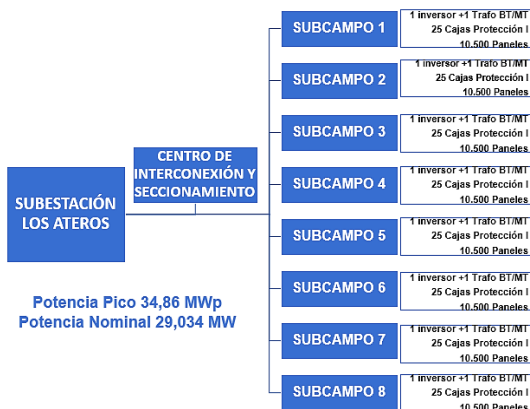 SUBESTACIÓN
LOS ATEROS
CENTRO DE
INTERCONEXIÓN Y
SECCIONAMIENTO
Potencia Pico 34,86 MWp
Potencia Nominal 29,034 MW
SUBCAMPO 1
1 inversor +1 Trafo BT/MT
25 Cajas Protección I
10.500 Paneles
SUBCAMPO 2
1 inversor +1 Trafo BT/MT
25 Cajas Protección I
10.500 Paneles
SUBCAMPO 3
1 inversor +1 Trafo BT/MT
25 Cajas Protección I
10.500 Paneles
SUBCAMPO 4
1 inversor +1 Trafo BT/MT
25 Cajas Protección I
10.500 Paneles
SUBCAMPO 5
1 inversor +1 Trafo BT/MT
25 Cajas Protección I
10.500 Paneles
SUBCAMPO 6
1 inversor +1 Trafo BT/MT
25 Cajas Protección I
10.500 Paneles
SUBCAMPO 7
1 inversor +1 Trafo BT/MT
25 Cajas Protección I
10.500 Paneles
SUBCAMPO 8
1 inversor +1 Trafo BT/MT
25 Cajas Protección I
10.500 Paneles